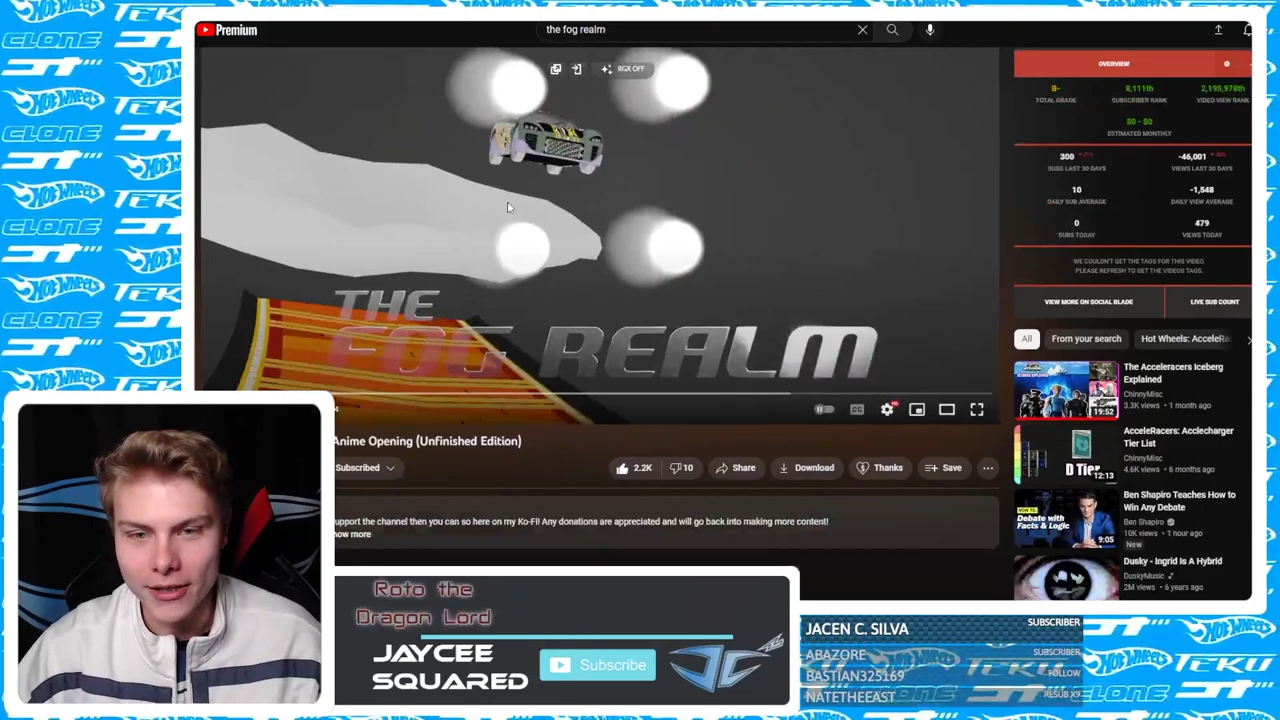 Premium
the fog realm
RGX OFF
THE
FOG REALM
Anime Opening (Unfinished Edition)
Subscribed
2.2K
10
Share
Download
Thanks
Save
upport the channel then you can so here on my Ko-Fi! Any donations are appreciated and will go back into making more content!
how more
OVERVIEW
B-
TOTAL GRADE
8,111th
SUBSCRIBER RANK
2,195,978th
VIDEO VIEW RANK
$0 - $0
ESTIMATED MONTHLY
300
SUBS LAST 30 DAYS
-46,001
VIEWS LAST 30 DAYS
10
DAILY SUB AVERAGE
-1,548
DAILY VIEW AVERAGE
0
SUBS TODAY
479
VIEWS TODAY
WE COULDN'T GET THE TAGS FOR THIS VIDEO.
PLEASE REFRESH TO GET THE VIDEOS TAGS.
VIEW MORE ON SOCIAL BLADE
LIVE SUB COUNT
All
From your search
Hot Wheels: AcceleRa
The Acceleracers Iceberg
Explained
ChinnyMisc
3.3K views • 1 month ago
19:52
AcceleRacers: Acclecharger
Tier List
ChinnyMisc
4.6K views • 6 months ago
D Tier
12:13
Ben Shapiro Teaches How to
Win Any Debate
Ben Shapiro
10K views • 1 hour ago
New
Debate with
Facts & Logic
9:05
Dusky - Ingrid Is A Hybrid
DuskyMusic
2M views • 6 years ago
Roto the
Dragon Lord
JAYCEE
SQUARED
Subscribe
JACEN C. SILVA SUBSCRIBER
ABAZORE SUBSCRIBER
BASTIAN325169 FOLLOW
NATETHEEAST RESUB X9
HOT WHEELS
TEKU
CLONE